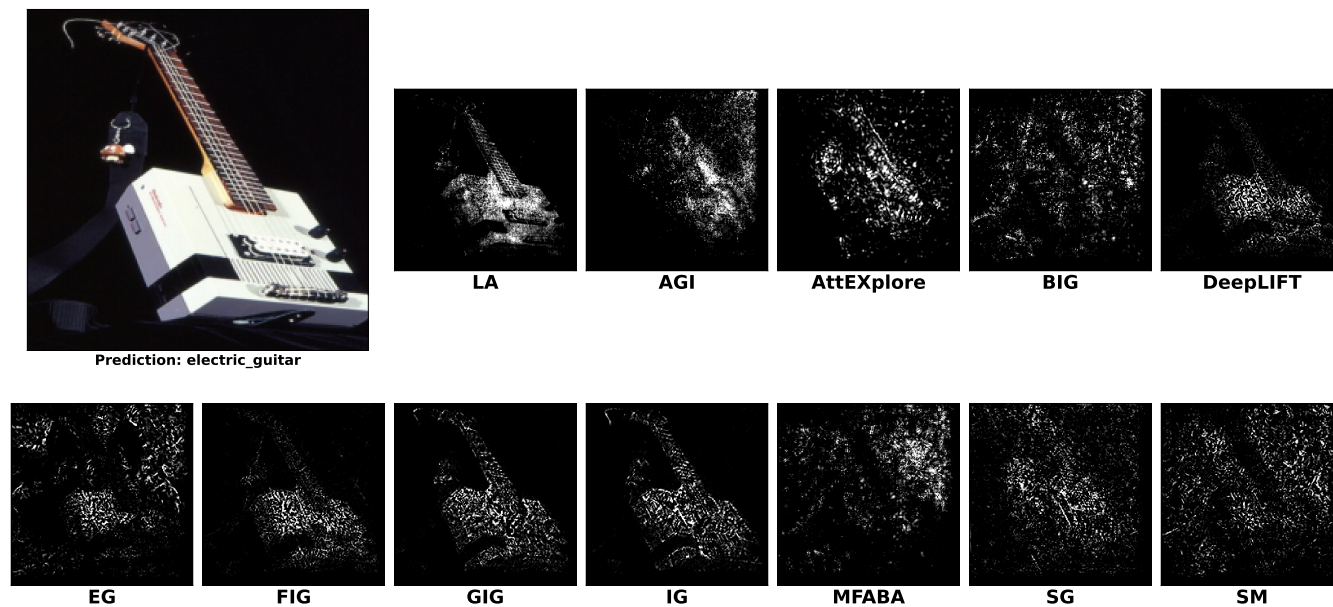 Prediction: electric_guitar
LA
AGI
AttEXplore
BIG
DeepLIFT
EG
FIG
GIG
IG
MFABA
SG
SM